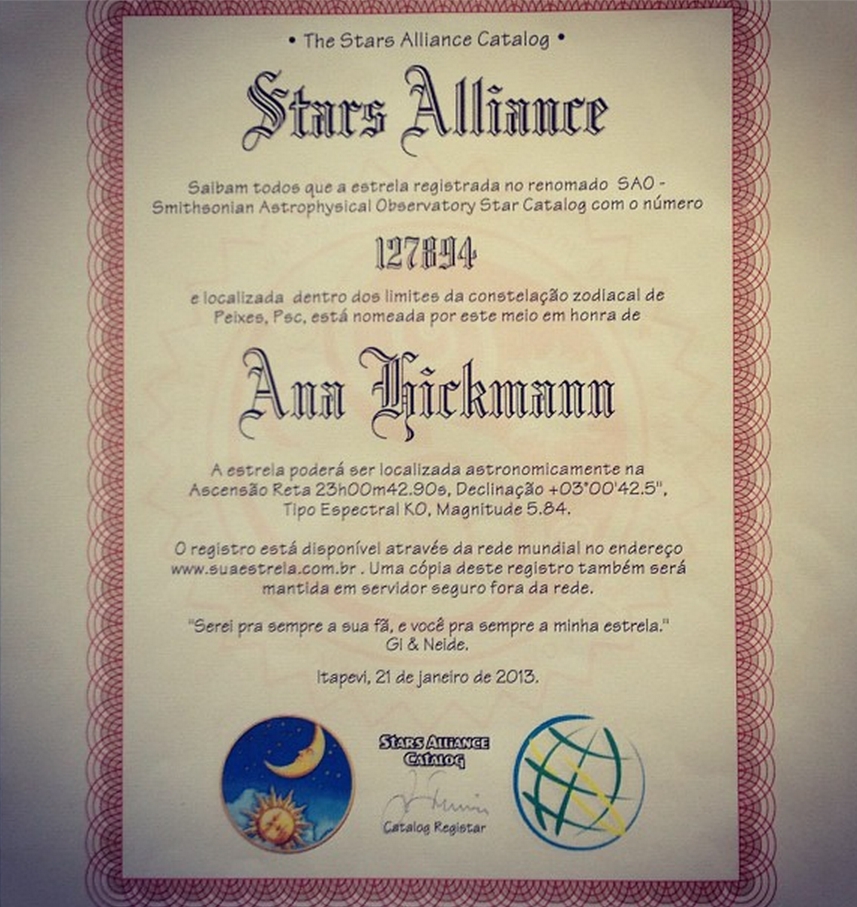 • The Stars Alliance Catalog •
Stars Alliance
Saibam todos que a estrela registrada no renomado SAO -
Smithsonian Astrophysical Observatory Star Catalog com o número
127894
e localizada dentro dos limites da constelação zodiacal de
Peixes, Psc, está nomeada por este meio em honra de
Ana Hickmann
A estrela poderá ser localizada astronomicamente na
Ascensão Reta 23h00m42.90s, Declinação +03°00'42.5",
Tipo Espectral K0, Magnitude 5.84.
O registro está disponível através da rede mundial no endereço
www.suaestrela.com.br . Uma cópia deste registro também será
mantida em servidor seguro fora da rede.
"Serei pra sempre a sua fã, e você pra sempre a minha estrela."
Gi & Neide.
Itapevi, 21 de janeiro de 2013.
Stars Alliance
Catalog
Catalog Registar